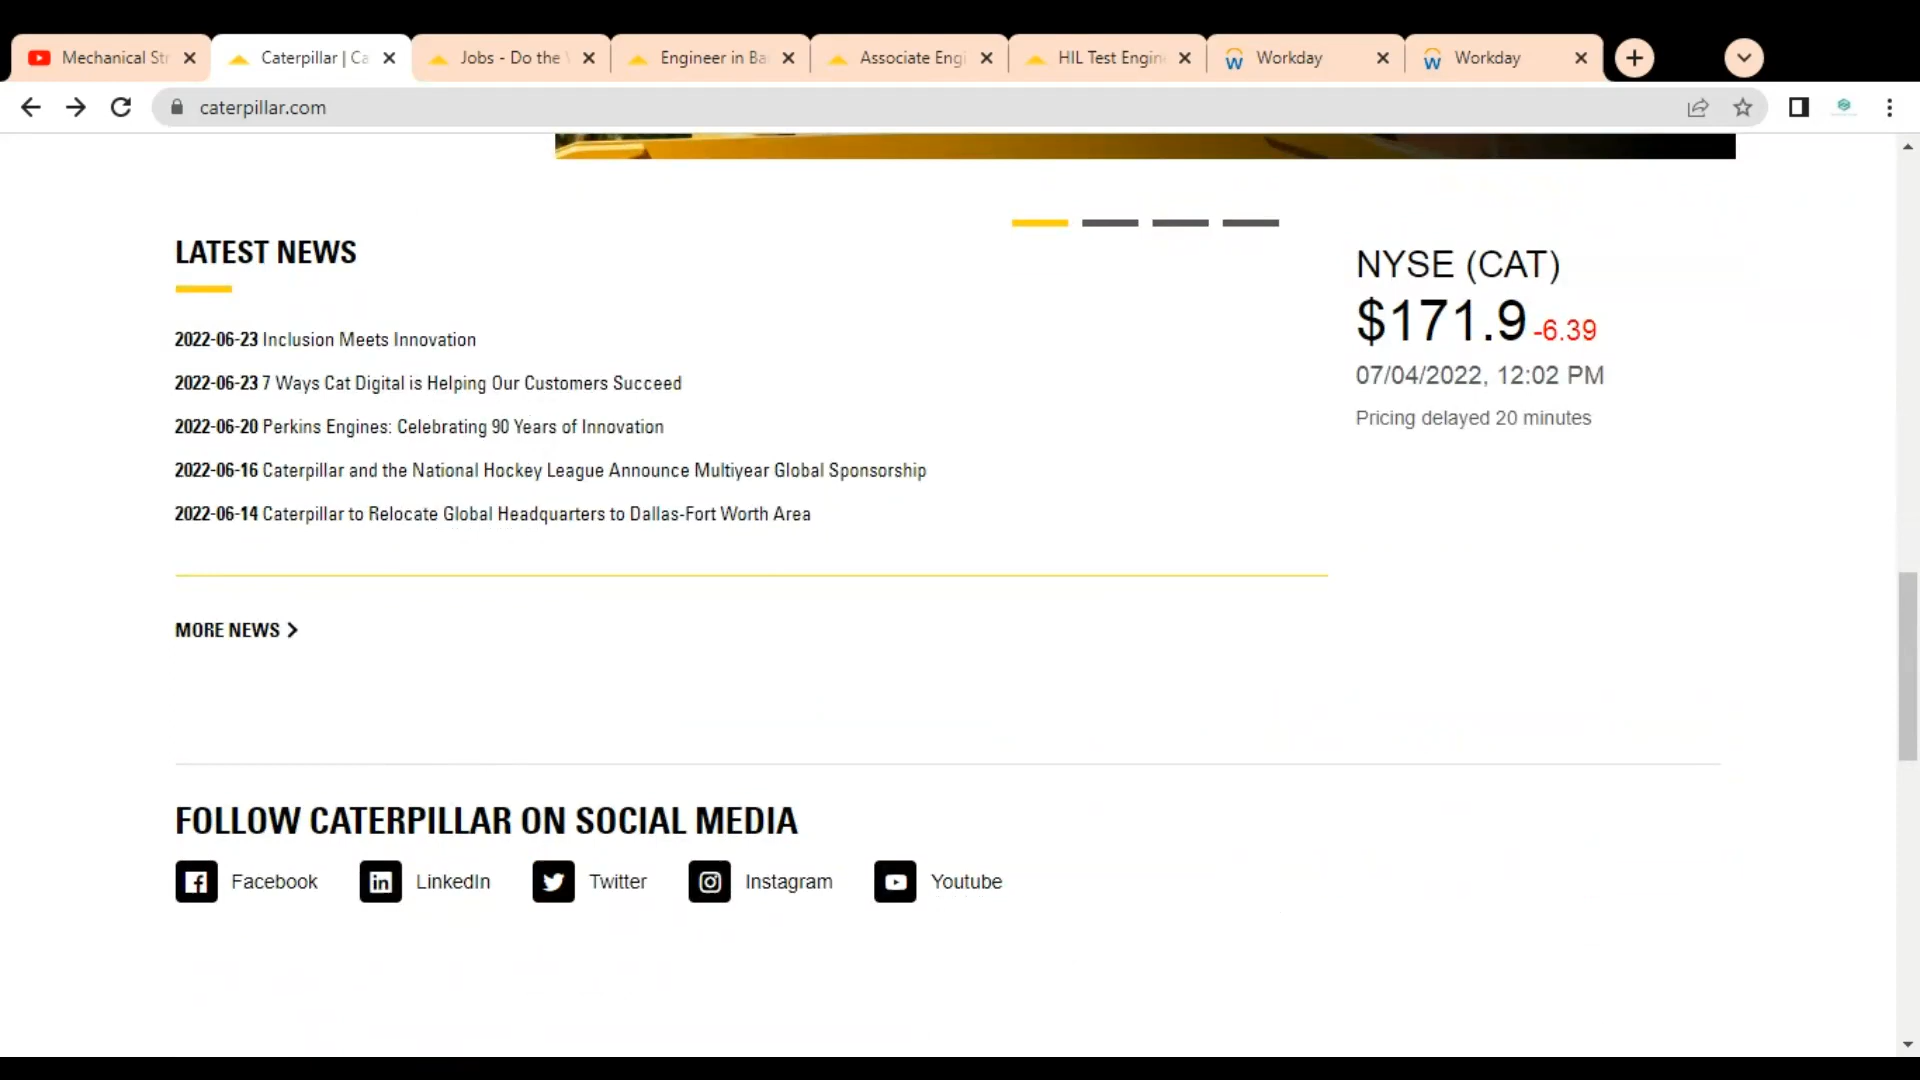 Mechanical Str
Caterpillar | Ca
Jobs - Do the
Engineer in Ba
Associate Engi
HIL Test Engin
Workday
Workday
caterpillar.com
LATEST NEWS
2022-06-23 Inclusion Meets Innovation
2022-06-23 7 Ways Cat Digital is Helping Our Customers Succeed
2022-06-20 Perkins Engines: Celebrating 90 Years of Innovation
2022-06-16 Caterpillar and the National Hockey League Announce Multiyear Global Sponsorship
2022-06-14 Caterpillar to Relocate Global Headquarters to Dallas-Fort Worth Area
MORE NEWS
NYSE (CAT)
$171.9 -6.39
07/04/2022, 12:02 PM
Pricing delayed 20 minutes
FOLLOW CATERPILLAR ON SOCIAL MEDIA
Facebook LinkedIn Twitter Instagram Youtube